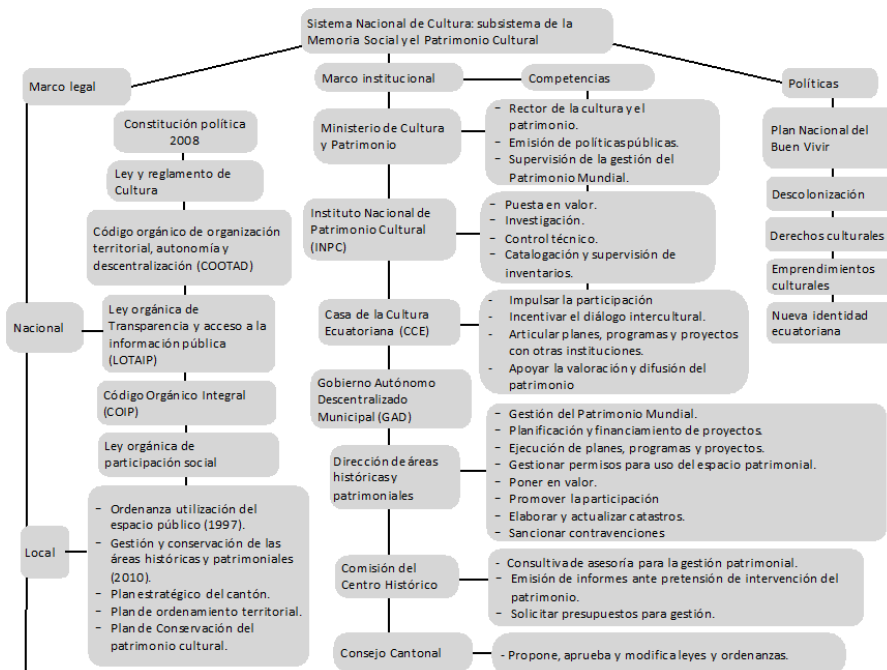 Sistema Nacional de Cultura: subsistema de la
Memoria Social y el Patrimonio Cultural
Marco legal
Constitución política
2008
Ley y reglamento de
Cultura
Código orgánico de organización
territorial, autonomía y
descentralización (COOTAD)
Nacional
Ley orgánica de
Transparencia y acceso a la
información pública
(LOTAIP)
Código Orgánico Integral
(COIP)
Ley orgánica de
participación social
Local
- Ordenanza utilización del
espacio público (1997).
- Gestión y conservación de las
áreas históricas y patrimoniales
(2010).
- Plan estratégico del cantón.
- Plan de ordenamiento territorial.
- Plan de Conservación del
patrimonio cultural.
Marco institucional
Competencias
Ministerio de Cultura
y Patrimonio
- Rector de la cultura y el
patrimonio.
- Emisión de políticas públicas.
- Supervisión de la gestión del
Patrimonio Mundial.
Instituto Nacional de
Patrimonio Cultural
(INPC)
- Puesta en valor.
- Investigación.
- Control técnico.
- Catalogación y supervisión de
inventarios.
Casa de la Cultura
Ecuatoriana (CCE)
- Impulsar la participación
- Incentivar el diálogo intercultural.
- Articular planes, programas y proyectos
con otras instituciones.
- Apoyar la valoración y difusión del
patrimonio
Gobierno Autónomo
Descentralizado
Municipal (GAD)
Dirección de áreas
históricas y
patrimoniales
- Gestión del Patrimonio Mundial.
- Planificación y financiamiento de proyectos.
- Ejecución de planes, programas y proyectos.
- Gestionar permisos para uso del espacio patrimonial.
- Poner en valor.
- Promover la participación
- Elaborar y actualizar catastros.
- Sancionar contravenciones
Comisión del
Centro Histórico
- Consultiva de asesoría para la gestión patrimonial.
- Emisión de informes ante pretensión de intervención del
patrimonio.
- Solicitar presupuestos para gestión.
Consejo Cantonal
- Propone, aprueba y modifica leyes y ordenanzas.
Políticas
Plan Nacional del
Buen Vivir
Descolonización
Derechos culturales
Emprendimientos
culturales
Nueva identidad
ecuatoriana